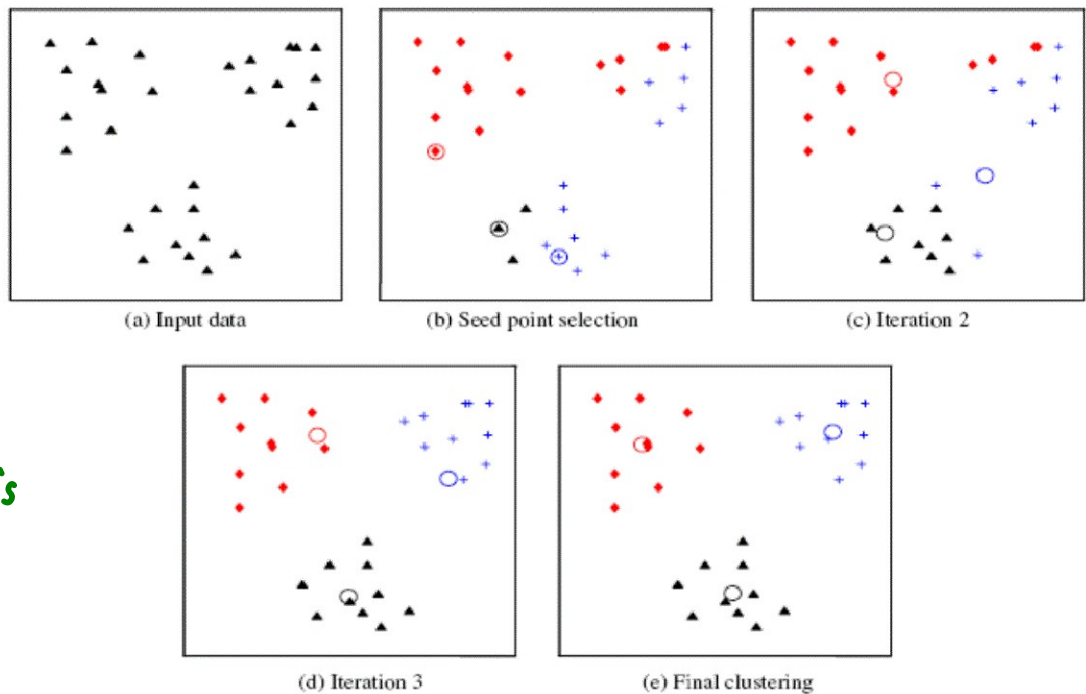 (a) Input data
(b) Seed point selection
(c) Iteration 2
(d) Iteration 3
(e) Final clustering